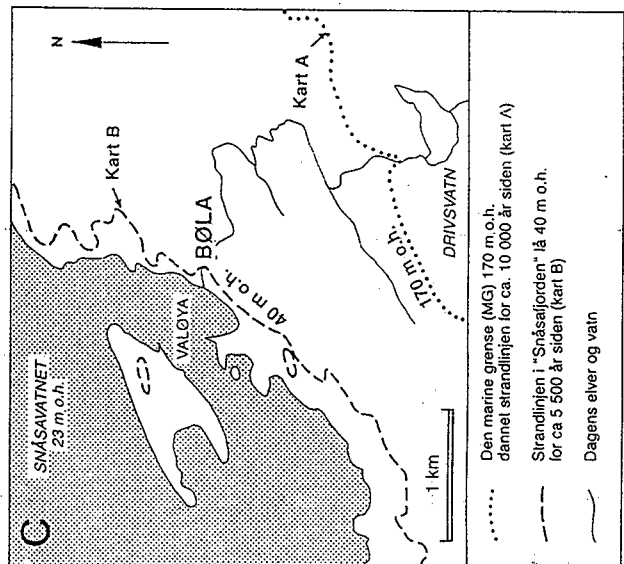 C
SNÅSAVATNET
23 m.o.h.
N
Kart B
VALØYA
BØLA
40 m o.h.
Kart A
170 m.o.h.
DRIVSVATN
1 km
Den marine grense (MG) 170 m.o.h.
dannet strandlinjen for ca. 10 000 år siden (kart A)
Strandlinjen i "Snåsafjorden" lå 40 m o.h.
for ca 5 500 år siden (kart B)
Dagens elver og vatn